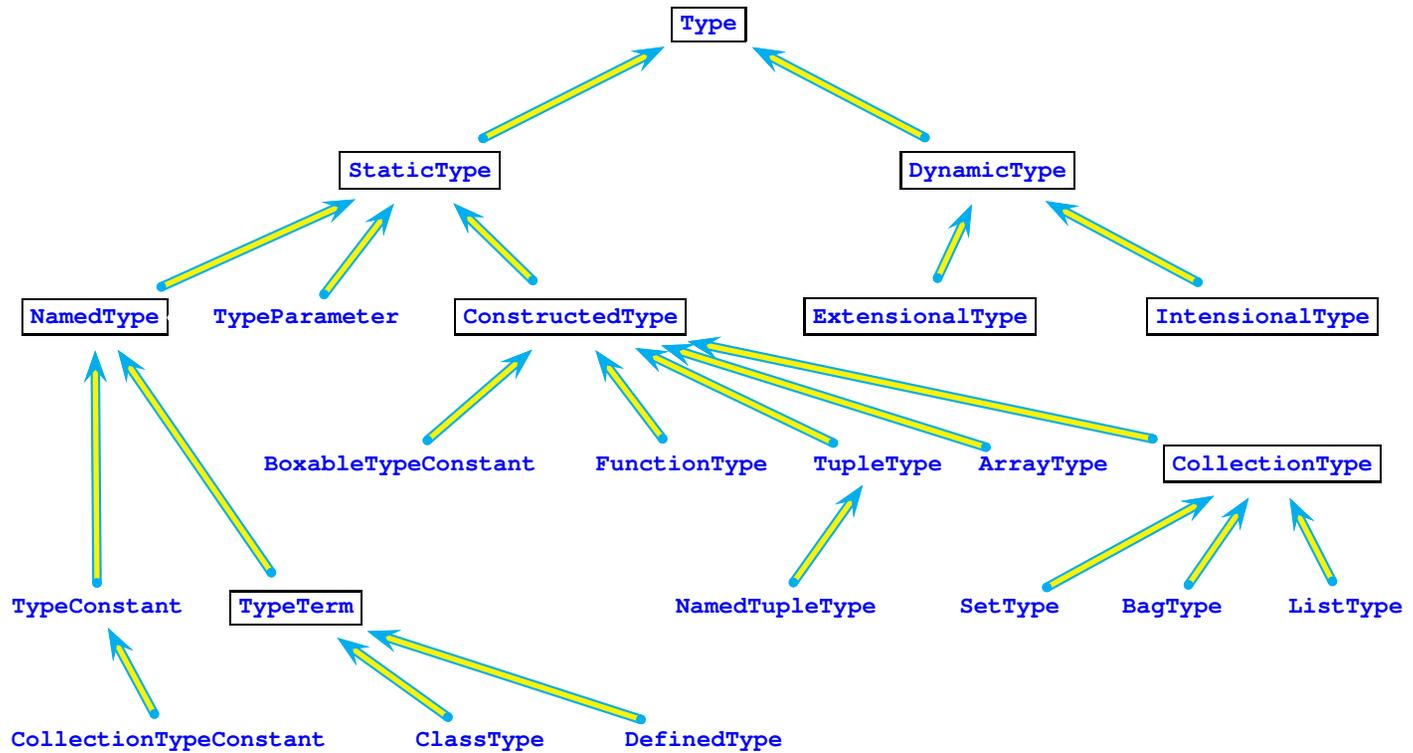 Type
StaticType DynamicType
NamedType TypeParameter ConstructedType ExtensionalType IntensionalType
BoxableTypeConstant FunctionType TupleType ArrayType CollectionType
TypeConstant TypeTerm NamedTupleType SetType BagType ListType
CollectionTypeConstant ClassType DefinedType